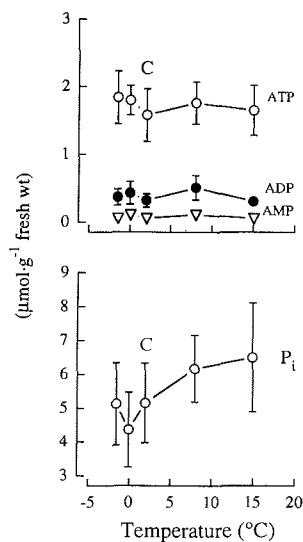 3
2
1
0
C
ATP
ADP
AMP
(µmol·g⁻¹ fresh wt)
9
8
7
6
5
4
3
C
Pᵢ
-5 0 5 10 15 20
Temperature (°C)